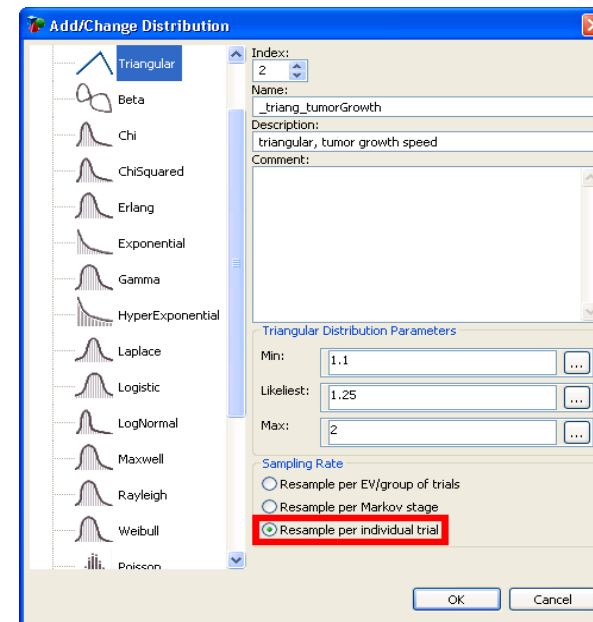 Add/Change Distribution
Triangular
Beta
Chi
ChiSquared
Erlang
Exponential
Gamma
HyperExponential
Laplace
Logistic
LogNormal
Maxwell
Rayleigh
Weibull
Poisson
Index:
2
Name:
_triang_tumorGrowth
Description:
triangular, tumor growth speed
Comment:
Triangular Distribution Parameters
Min:
1.1
...
Likeliest:
1.25
...
Max:
2
...
Sampling Rate
Resample per EV/group of trials
Resample per Markov stage
Resample per individual trial
OK
Cancel